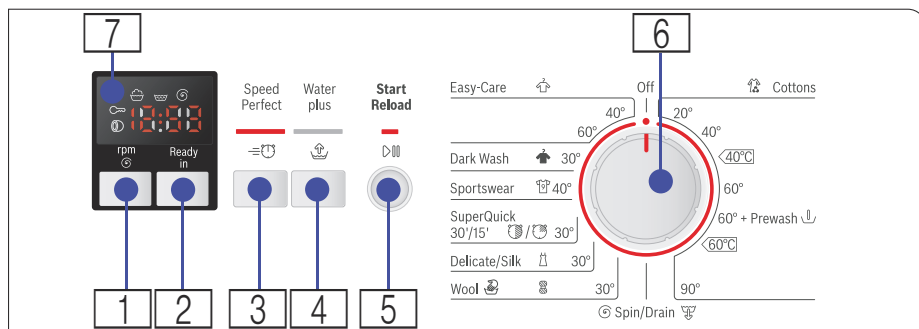 7
6
18:88
rpm
Ready
in
Speed
Perfect
Water
plus
Start
Reload
1
2
3
4
5
Easy-Care
Off
Cottons
40°
20°
60°
40°
Dark Wash 30°
40°C
Sportswear 40°
60°
SuperQuick
30'/15' / 30°
60° + Prewash
60°C
Delicate/Silk 30°
Wool 30°
90°
Spin/Drain